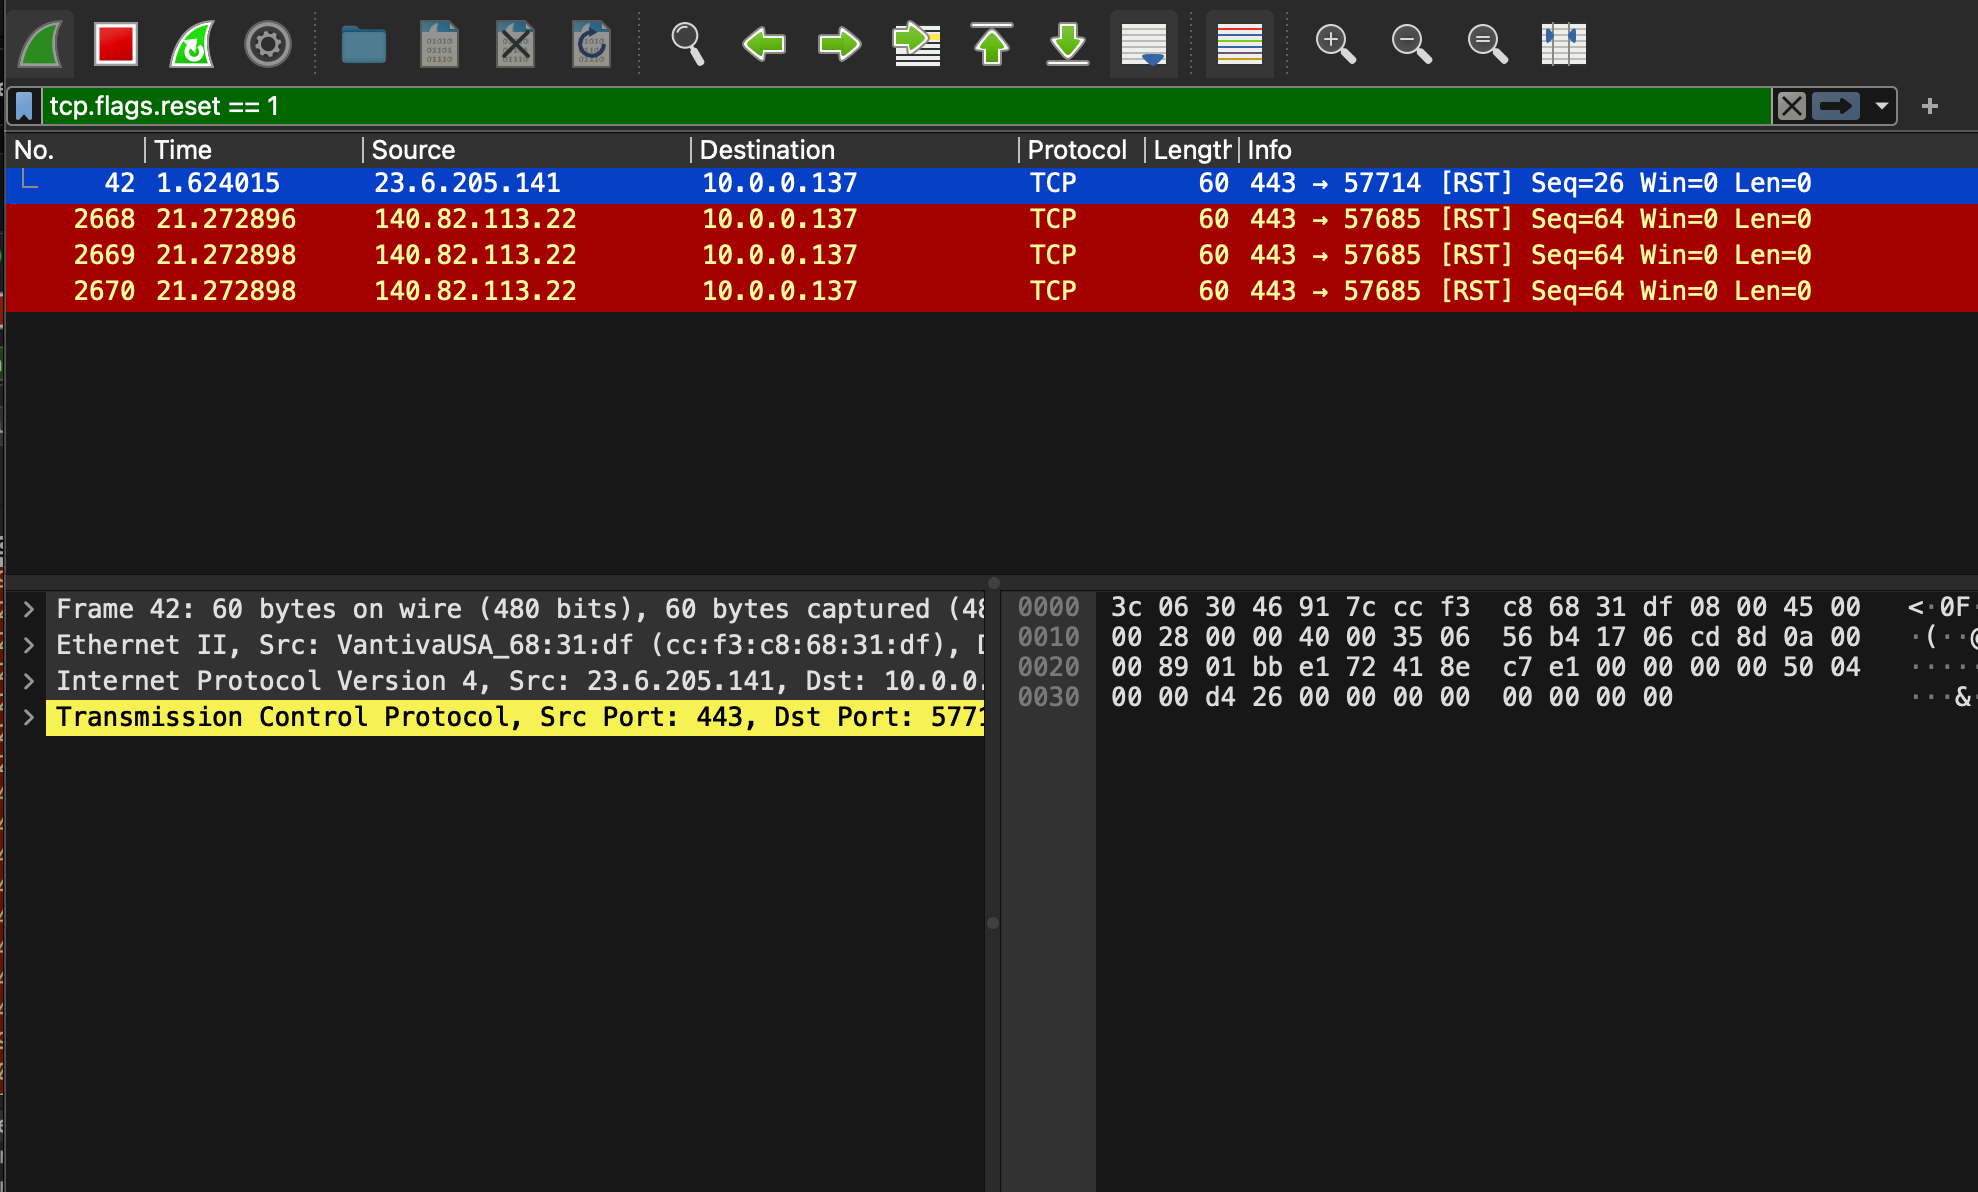 tcp.flags.reset == 1
No. Time Source Destination Protocol Length Info
42 1.624015 23.6.205.141 10.0.0.137 TCP 60 443 → 57714 [RST] Seq=26 Win=0 Len=0
2668 21.272896 140.82.113.22 10.0.0.137 TCP 60 443 → 57685 [RST] Seq=64 Win=0 Len=0
2669 21.272898 140.82.113.22 10.0.0.137 TCP 60 443 → 57685 [RST] Seq=64 Win=0 Len=0
2670 21.272898 140.82.113.22 10.0.0.137 TCP 60 443 → 57685 [RST] Seq=64 Win=0 Len=0
Frame 42: 60 bytes on wire (480 bits), 60 bytes captured (48
Ethernet II, Src: VantivaUSA_68:31:df (cc:f3:c8:68:31:df), D
Internet Protocol Version 4, Src: 23.6.205.141, Dst: 10.0.0.
Transmission Control Protocol, Src Port: 443, Dst Port: 5771
0000 3c 06 30 46 91 7c cc f3 c8 68 31 df 08 00 45 00 <·0F·
0010 00 28 00 00 40 00 35 06 56 b4 17 06 cd 8d 0a 00 ·(··@
0020 00 89 01 bb e1 72 41 8e c7 e1 00 00 00 00 50 04 ·····
0030 00 00 d4 26 00 00 00 00 00 00 00 00 ···&·